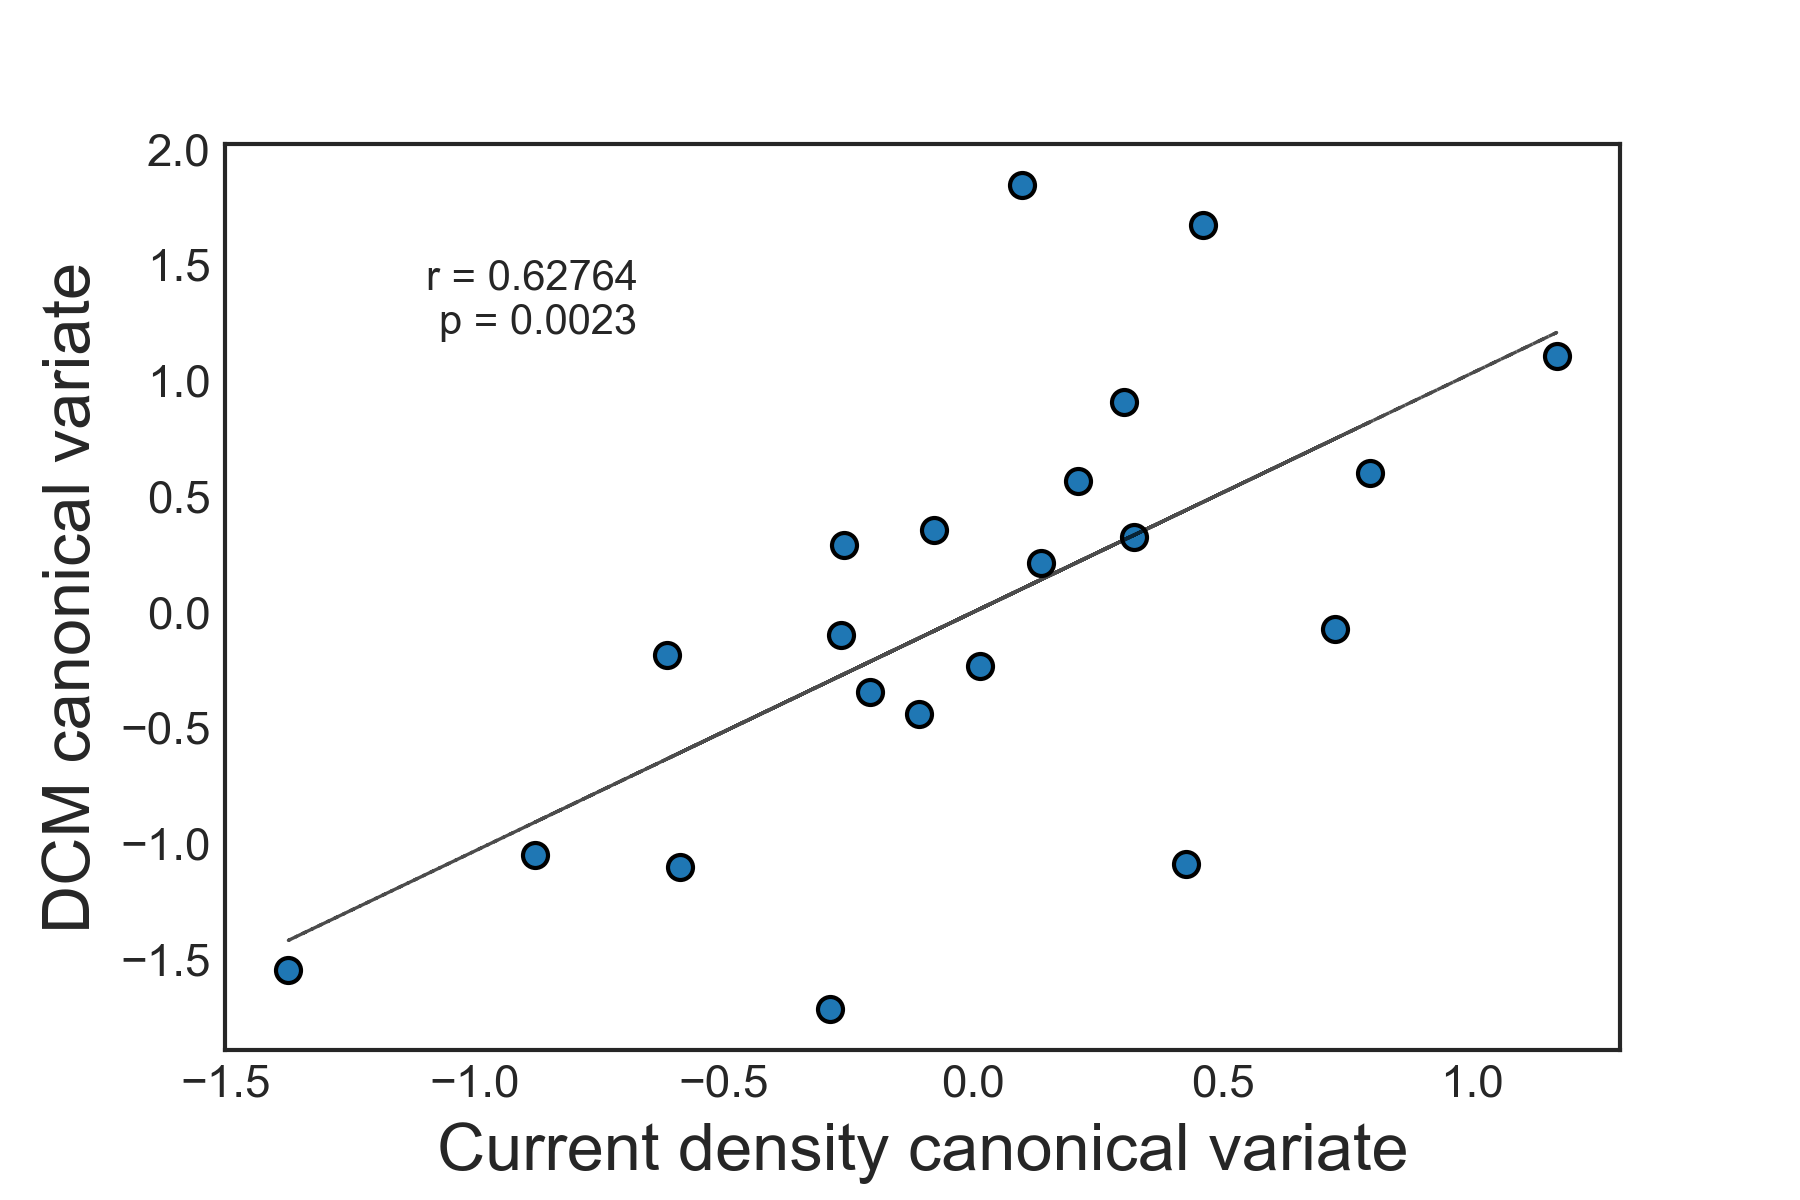 2.0
1.5
1.0
0.5
0.0
−0.5
−1.0
−1.5
DCM canonical variate
r = 0.62764
p = 0.0023
−1.5 −1.0 −0.5 0.0 0.5 1.0
Current density canonical variate